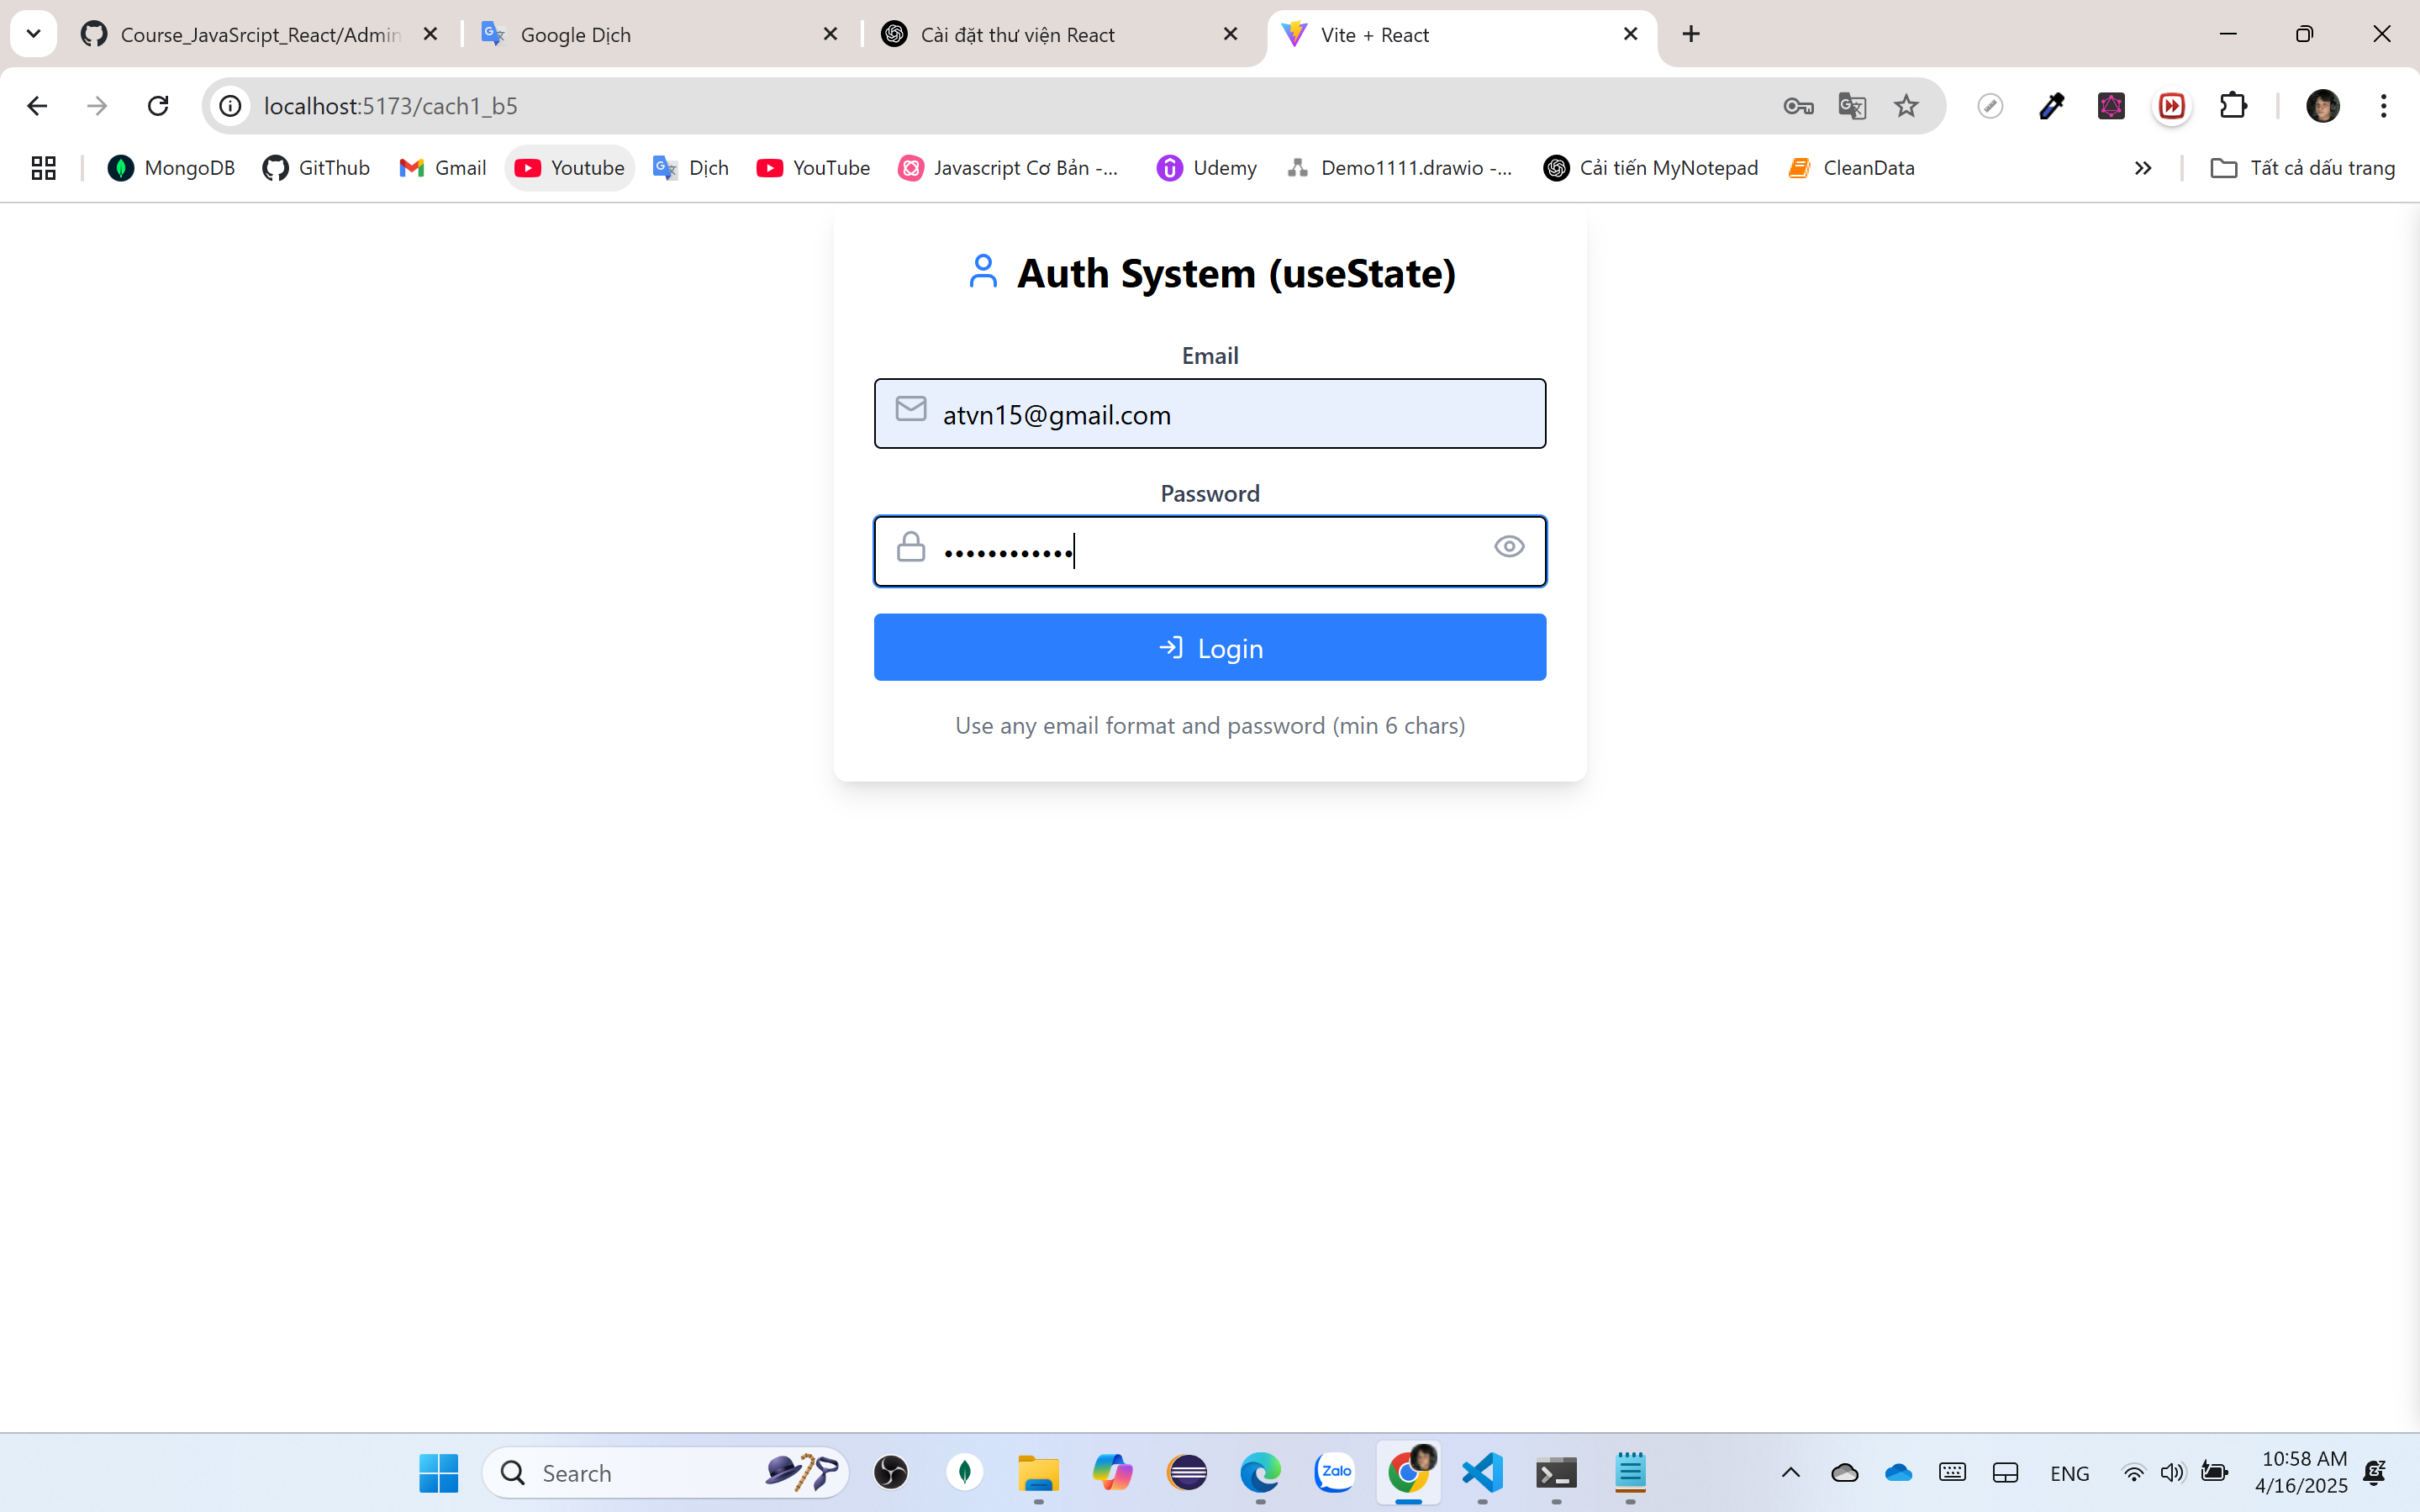 Course_JavaSrcipt_React/Admin
Google Dịch
Cài đặt thư viện React
Vite + React
localhost:5173/cach1_b5
MongoDB
GitThub
Gmail
Youtube
Dịch
YouTube
Javascript Cơ Bản -...
Udemy
Demo1111.drawio -...
Cải tiến MyNotepad
CleanData
Tất cả dấu trang
Auth System (useState)
Email
atvn15@gmail.com
Password
Login
Use any email format and password (min 6 chars)
Search
Zalo
ENG
10:58 AM
4/16/2025